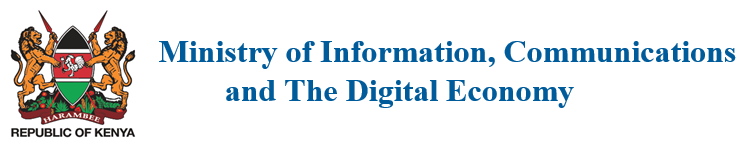 Ministry of Information, Communications
and The Digital Economy
HARAMBEE
REPUBLIC OF KENYA